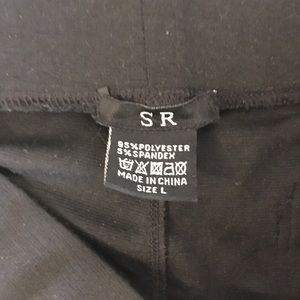 SR
95%POLYESTER
5%SPANDEX
MADE IN CHINA
SIZE L